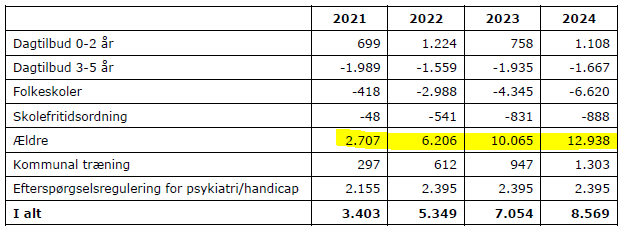 2021 2022 2023 2024
Dagtilbud 0-2 år 699 1.224 758 1.108
Dagtilbud 3-5 år -1.989 -1.559 -1.935 -1.667
Folkeskoler -418 -2.988 -4.345 -6.620
Skolefritidsordning -48 -541 -831 -888
Ældre 2.707 6.206 10.065 12.938
Kommunal træning 297 612 947 1.303
Efterspørgselsregulering for psykiatri/handicap 2.155 2.395 2.395 2.395
I alt 3.403 5.349 7.054 8.569